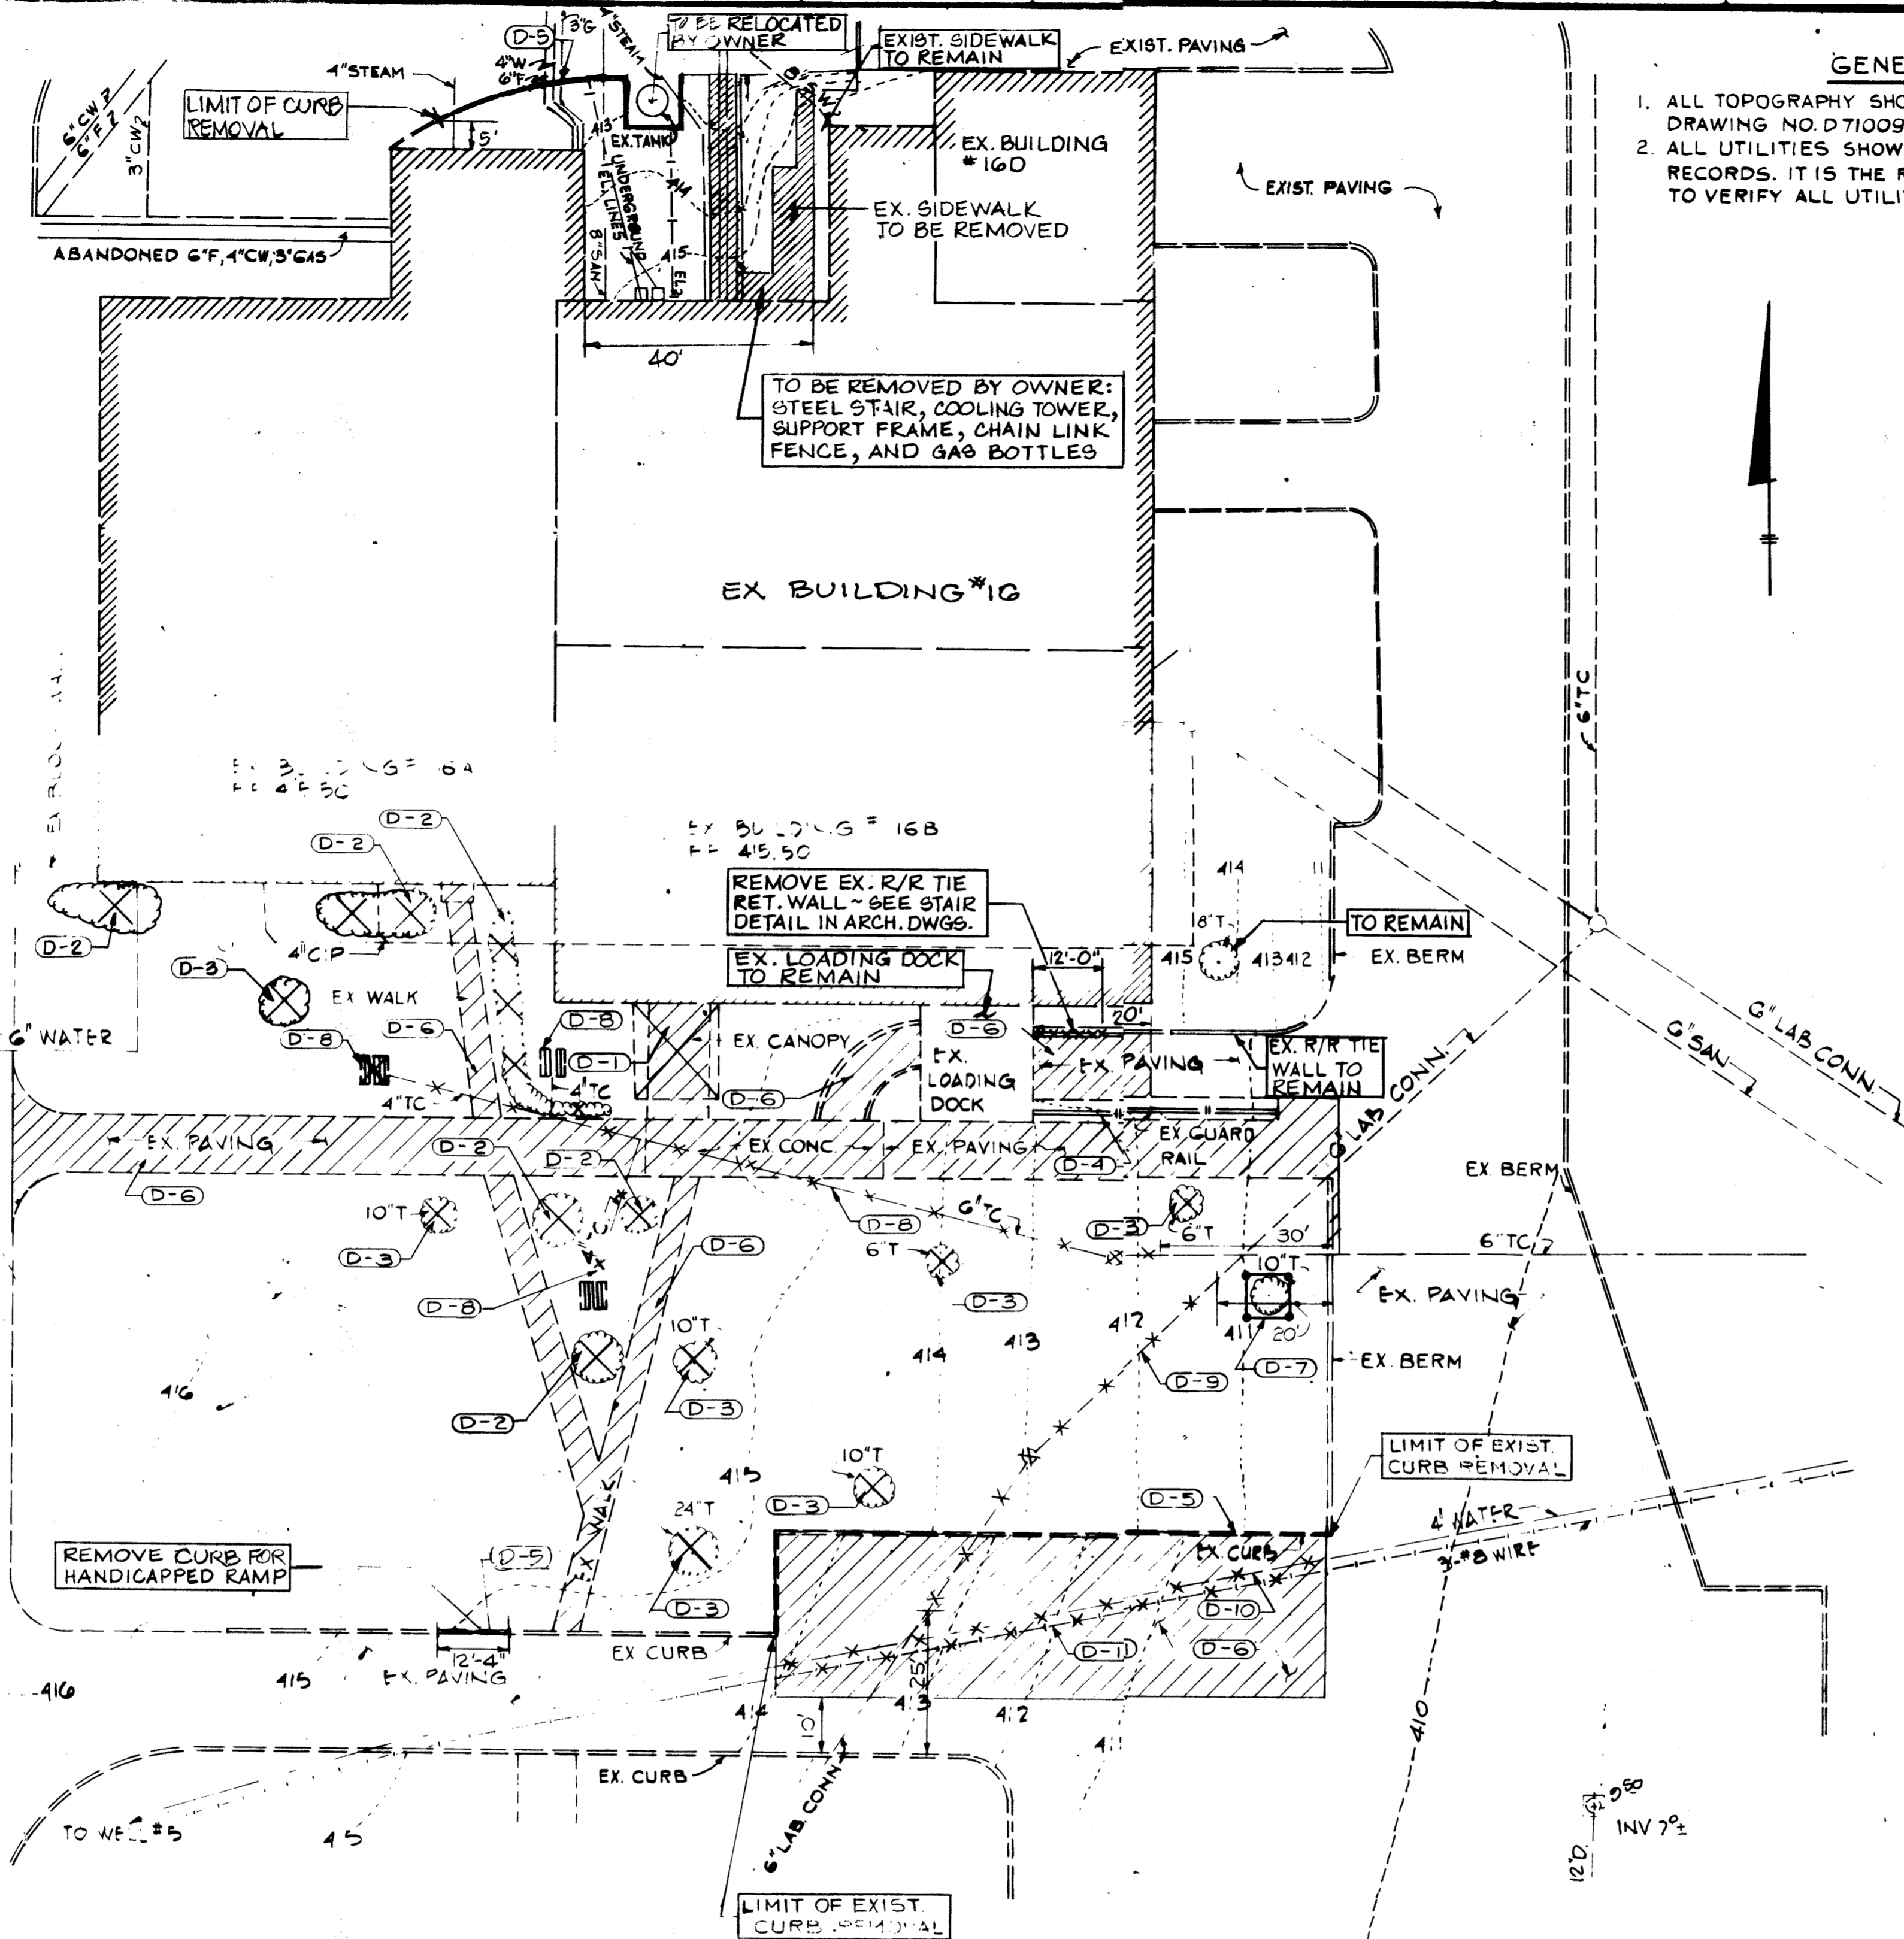 TO BE RELOCATED
BY OWNER
EXIST. SIDEWALK
TO REMAIN
EXIST. PAVING
GENE
1. ALL TOPOGRAPHY SHO
DRAWING NO. D71009
2. ALL UTILITIES SHOW
RECORDS. IT IS THE
TO VERIFY ALL UTILI
D-5
3"G
4"STEAM
4"W
6"F
4"STEAM
LIMIT OF CURB
REMOVAL
5'
6"CW?
6"F?
3"CW?
413
EX. TANK
UNDERGROUND
EL. LINES
414
415
8"SAN
EL?
EX. BUILDING
#16D
EXIST. PAVING
EX. SIDEWALK
TO BE REMOVED
ABANDONED 6"F, 4"CW, 3"GAS
40'
TO BE REMOVED BY OWNER:
STEEL STAIR, COOLING TOWER,
SUPPORT FRAME, CHAIN LINK
FENCE, AND GAS BOTTLES
EX BUILDING #16
6"TC
D-2
D-2
415.50
# 16B
REMOVE EX. R/R TIE
RET. WALL ~ SEE STAIR
DETAIL IN ARCH. DWGS.
414
8"T
TO REMAIN
D-2
4"CIP
D-3
EX WALK
EX. LOADING DOCK
TO REMAIN
12'-0"
415
413
412
EX. BERM
6" WATER
D-8
D-6
D-8
D-1
EX. CANOPY
D-6
20'
EX.
LOADING
DOCK
EX PAVING
EX. R/R TIE
WALL TO
REMAIN
6" LAB CONN.
6"SAN
6"LAB CONN.
4"TC
4"TC
D-6
EX. PAVING
D-2
D-2
EX CONC.
EX. PAVING
D-4
EX GUARD
RAIL
EX. BERM
D-6
10"T
D-3
D-8
6"TC
D-3
6"T
30'
6"TC
D-6
6"T
10"T
EX. PAVING
D-8
D-3
10"T
414
413
412
411
20'
D-7
EX. BERM
416
D-9
D-2
D-3
LIMIT OF EXIST.
CURB REMOVAL
10"T
415
D-3
D-5
24"T
4" WATER
3-#8 WIRE
EX. CURB
REMOVE CURB FOR
HANDICAPPED RAMP
D-5
EX WALK
D-3
D-10
D-11
D-6
12'-4"
EX CURB
EX. PAVING
25'
416
415
414
413
412
10'
410
EX. CURB
6"LAB. CONN
TO WELL #5
INV 7⁰±
12"D.
LIMIT OF EXIST.
CURB REMOVAL